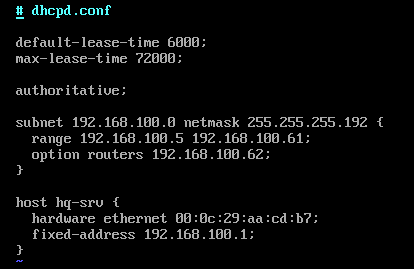 # dhcpd.conf
default-lease-time 6000;
max-lease-time 72000;
authoritative;
subnet 192.168.100.0 netmask 255.255.255.192 {
  range 192.168.100.5 192.168.100.61;
  option routers 192.168.100.62;
}
host hq-srv {
  hardware ethernet 00:0c:29:aa:cd:b7;
  fixed-address 192.168.100.1;
}
~